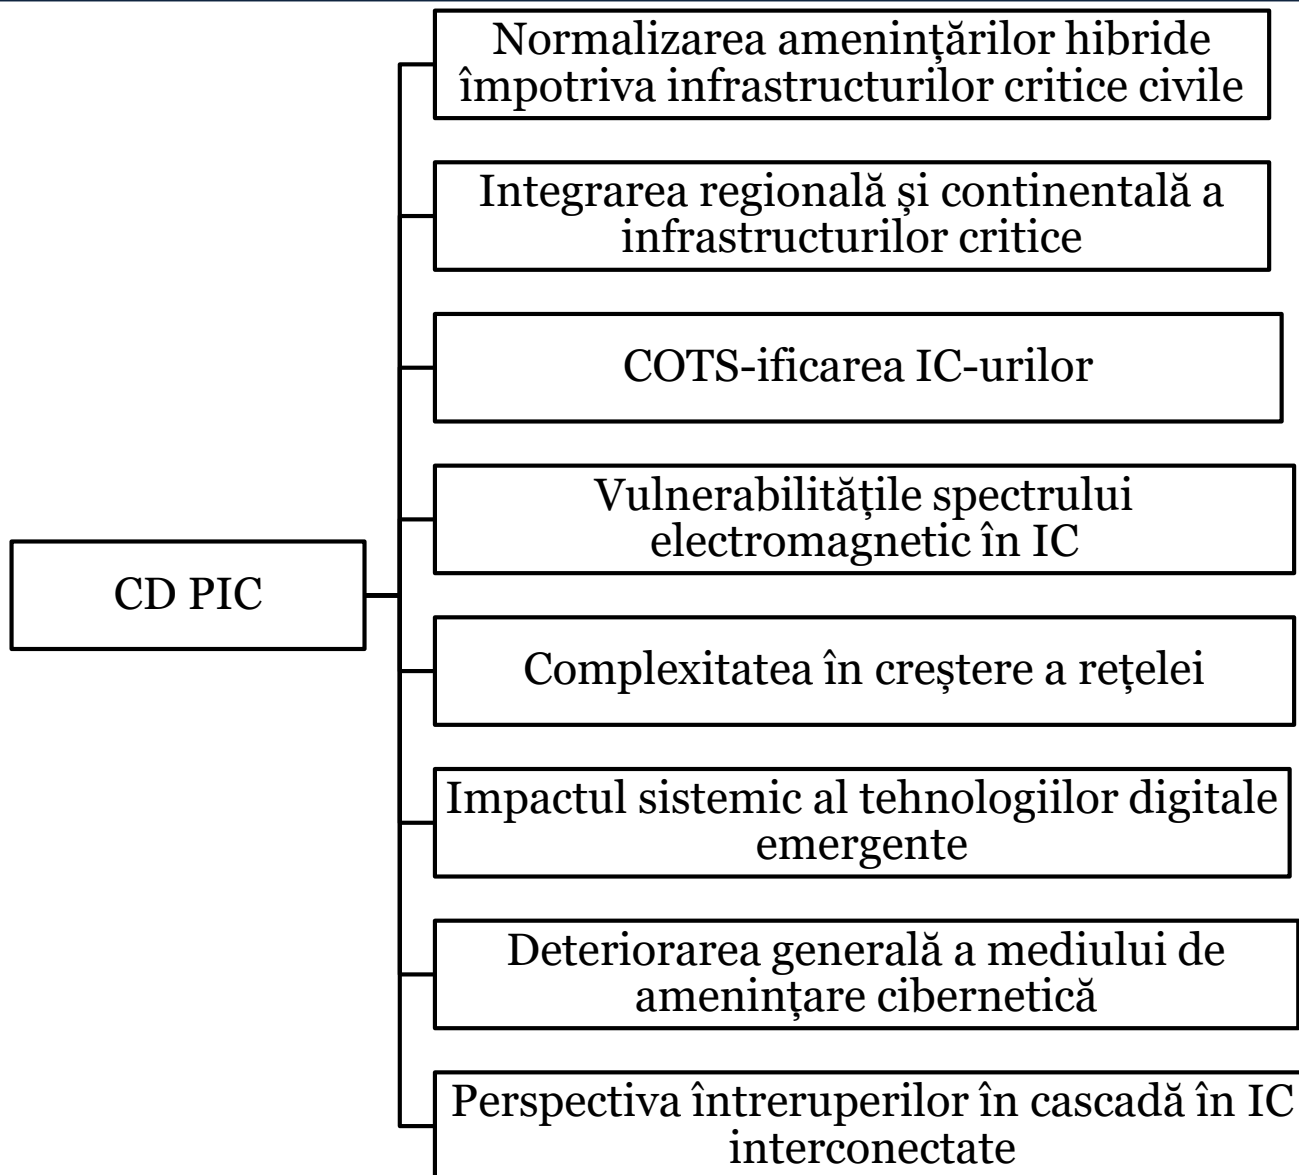 Normalizarea amenințărilor hibride
împotriva infrastructurilor critice civile
Integrarea regională și continentală a
infrastructurilor critice
COTS-ificarea IC-urilor
Vulnerabilitățile spectrului
electromagnetic în IC
CD PIC
Complexitatea în creștere a rețelei
Impactul sistemic al tehnologiilor digitale
emergente
Deteriorarea generală a mediului de
amenințare cibernetică
Perspectiva întreruperilor în cascadă în IC
interconectate